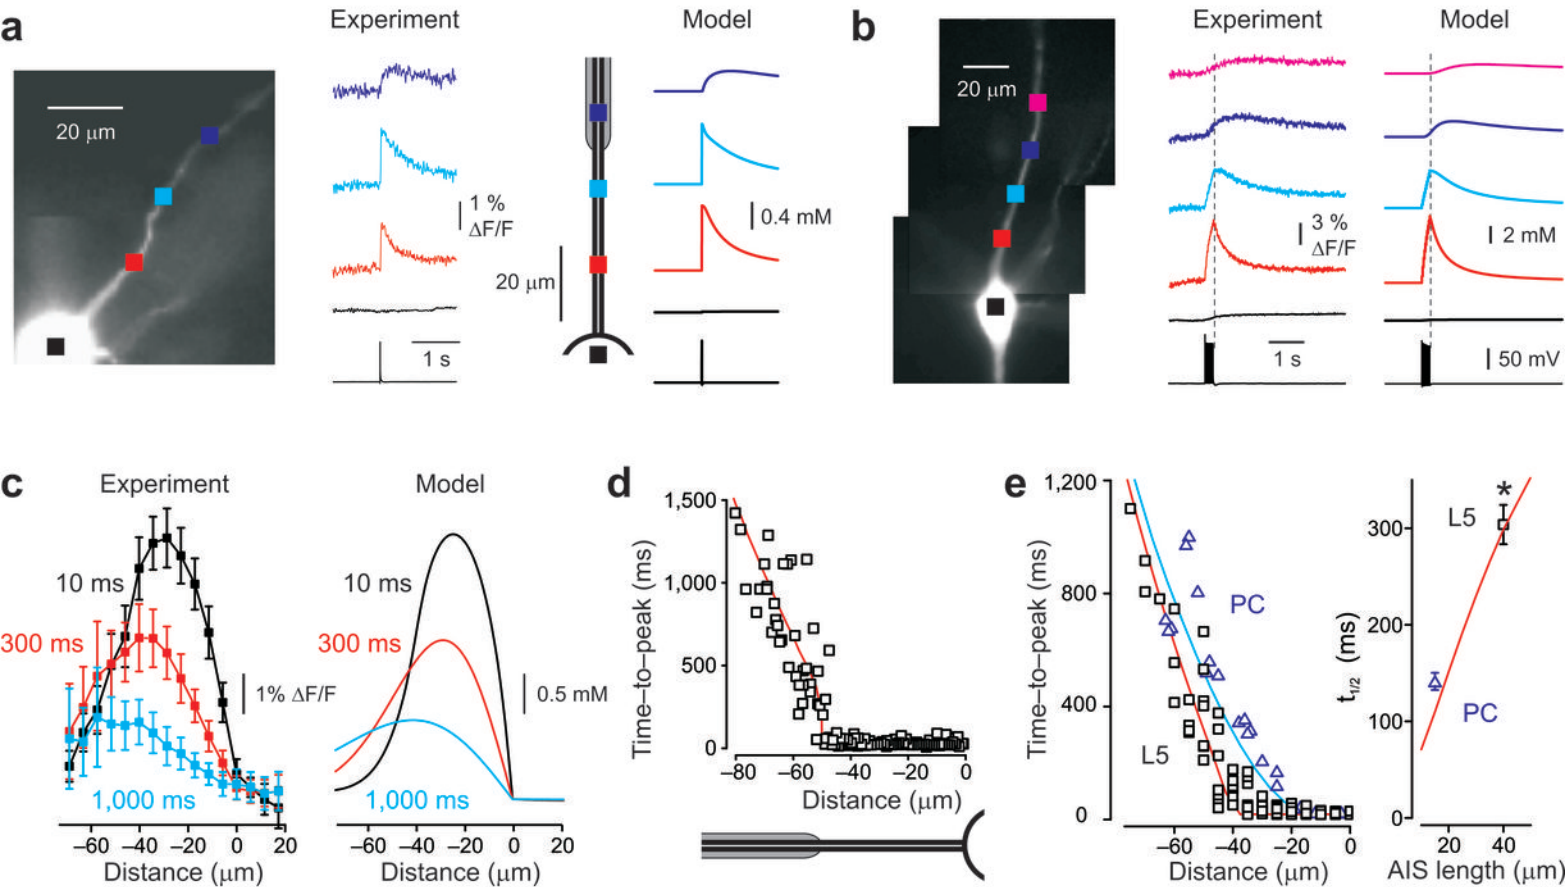 a
Experiment
Model
20 μm
1 %
ΔF/F
1 s
20 μm
0.4 mM
b
Experiment
Model
20 μm
3 %
ΔF/F
1 s
2 mM
50 mV
c
Experiment
Model
10 ms
300 ms
1,000 ms
1% ΔF/F
–60 –40 –20 0 20
Distance (μm)
10 ms
300 ms
1,000 ms
0.5 mM
–60 –40 –20 0 20
Distance (μm)
d
Time–to–peak (ms)
1,500
1,000
500
0
–80 –60 –40 –20 0
Distance (μm)
e
Time–to–peak (ms)
1,200
800
400
0
PC
L5
–60 –40 –20 0
Distance (μm)
t1/2 (ms)
300
200
100
0
L5
*
PC
20 40
AIS length (μm)